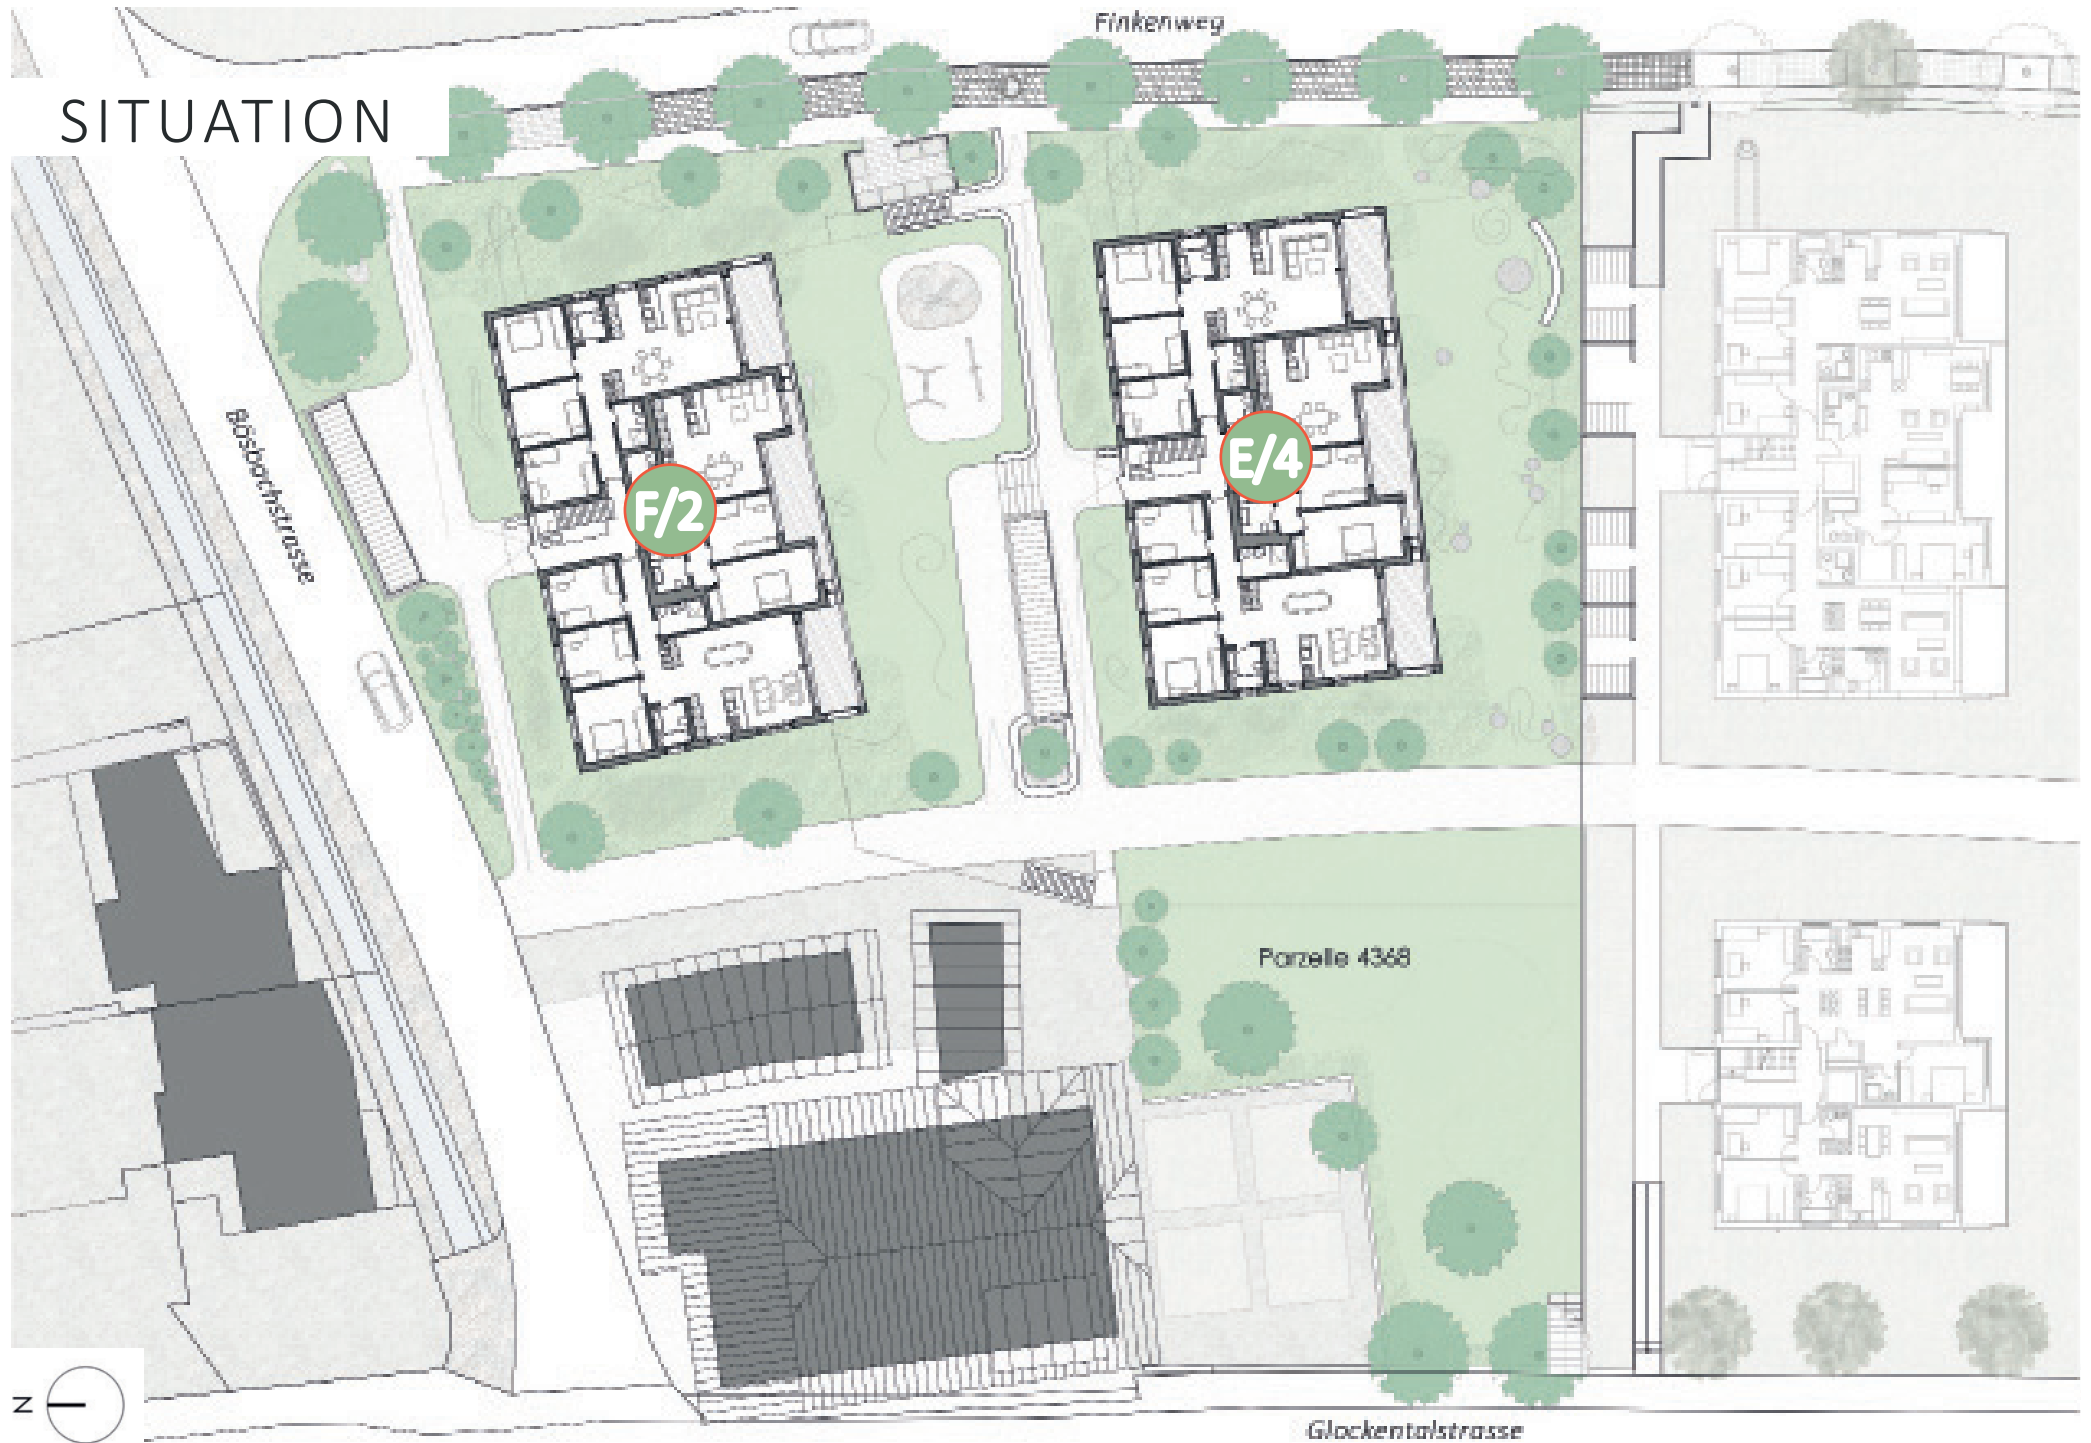 Finkenweg
SITUATION
Bösbachstrasse
F/2
E/4
Parzelle 4368
N
Glockentalstrasse